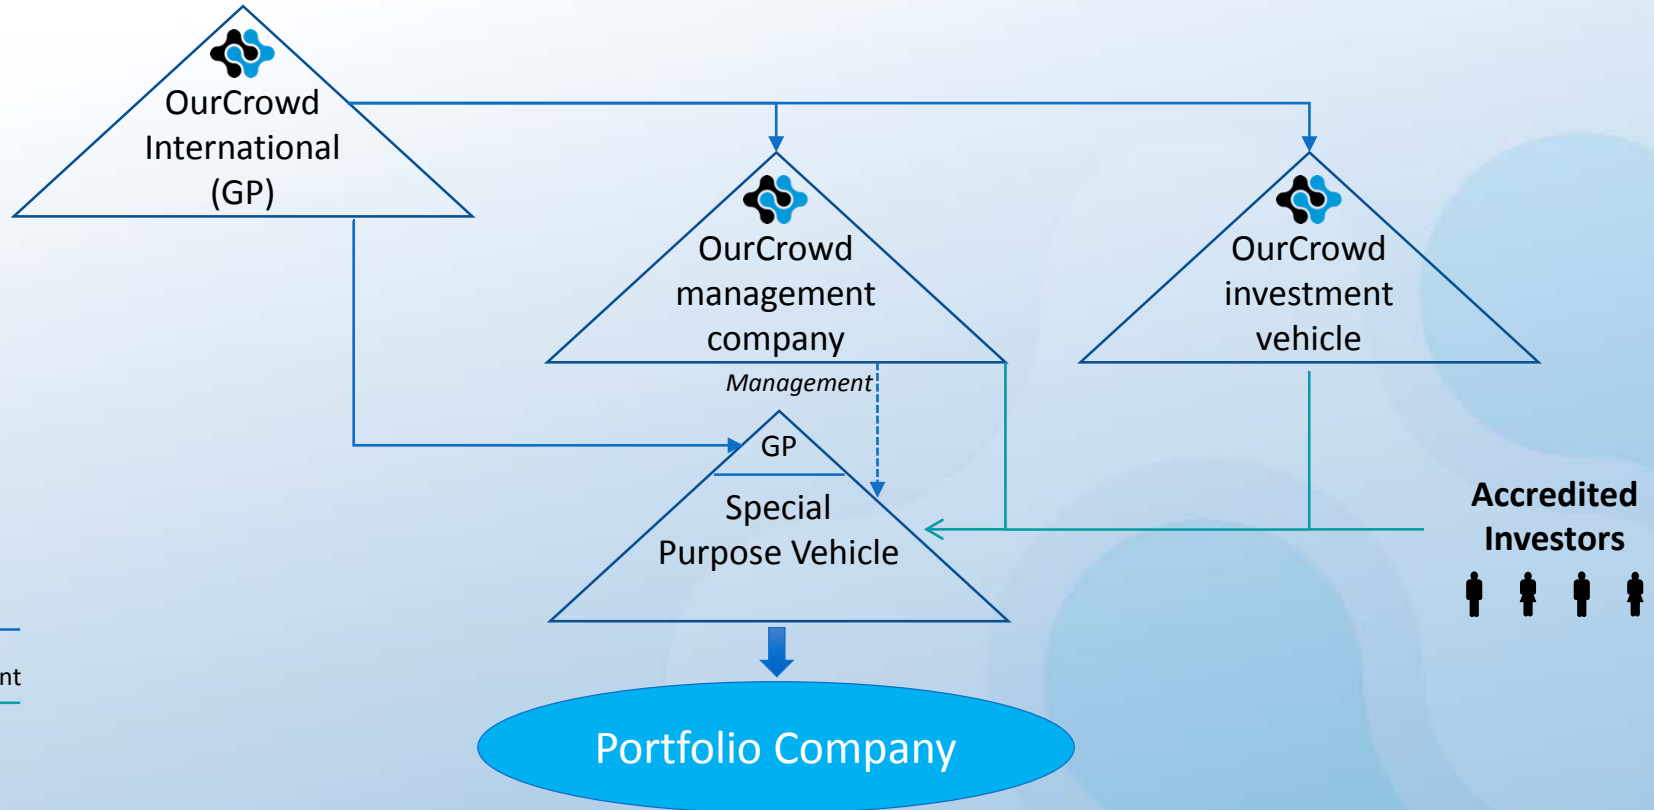 OurCrowd
International
(GP)
OurCrowd
management
company
OurCrowd
investment
vehicle
Management
GP
Special
Purpose Vehicle
Accredited
Investors
nt
Portfolio Company